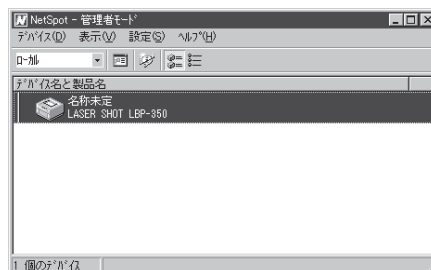 NetSpot - 管理者ﾓｰﾄﾞ
ﾃﾞﾊﾞｲｽ(D) 表示(V) 設定(S) ﾍﾙﾌﾟ(H)
ﾛｰｶﾙ
ﾃﾞﾊﾞｲｽ名と製品名
名称未定
LASER SHOT LBP-350
1 個のﾃﾞﾊﾞｲｽ